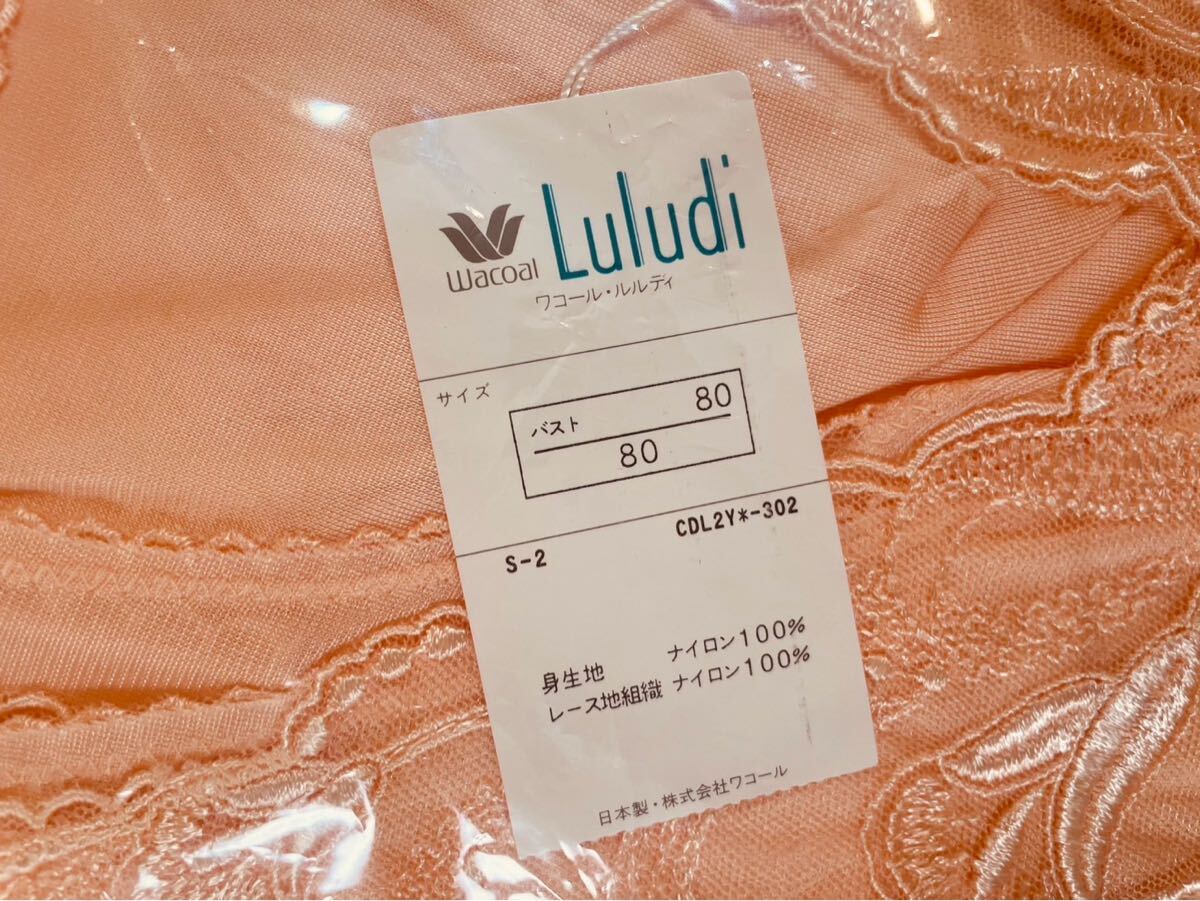 Wacoal Luludi
ワコール・ルルディ
サイズ
バスト 80
80
S-2 CDL2Y*-302
身生地 ナイロン100%
レース地組織 ナイロン100%
日本製・株式会社ワコール